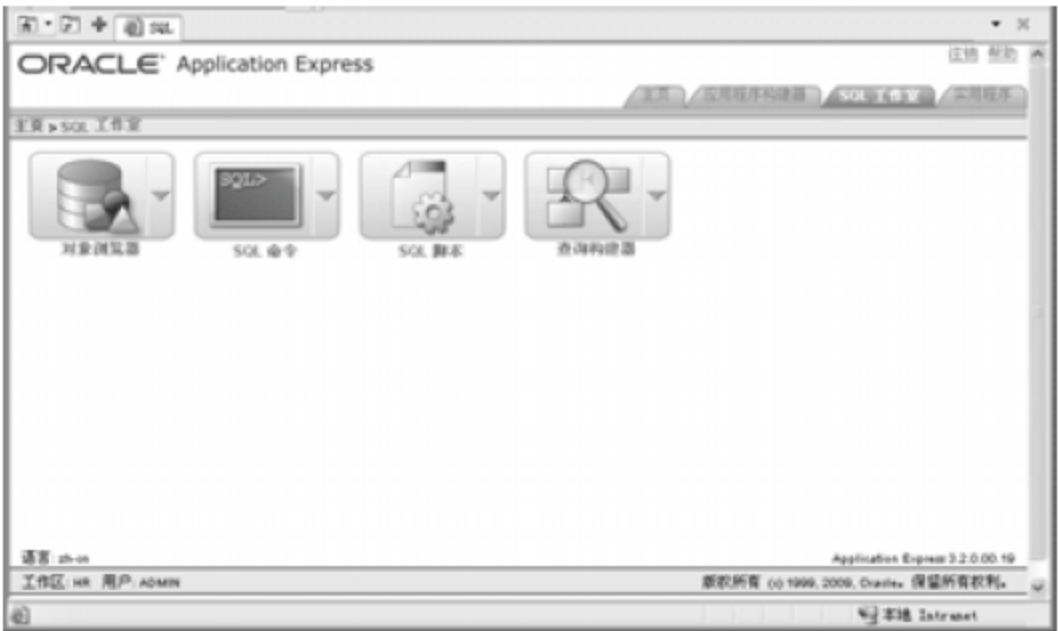 SQL
ORACLE Application Express
注销 帮助
主页 应用程序构建器 SQL 工作室 实用程序
主页 > SQL 工作室
SQL>
对象浏览器 SQL 命令 SQL 脚本 查询构建器
语言: zh-cn
Application Express 3.2.0.00.19
工作区: HR 用户: ADMIN
版权所有 (c) 1999, 2009, Oracle。保留所有权利。
本地 Intranet